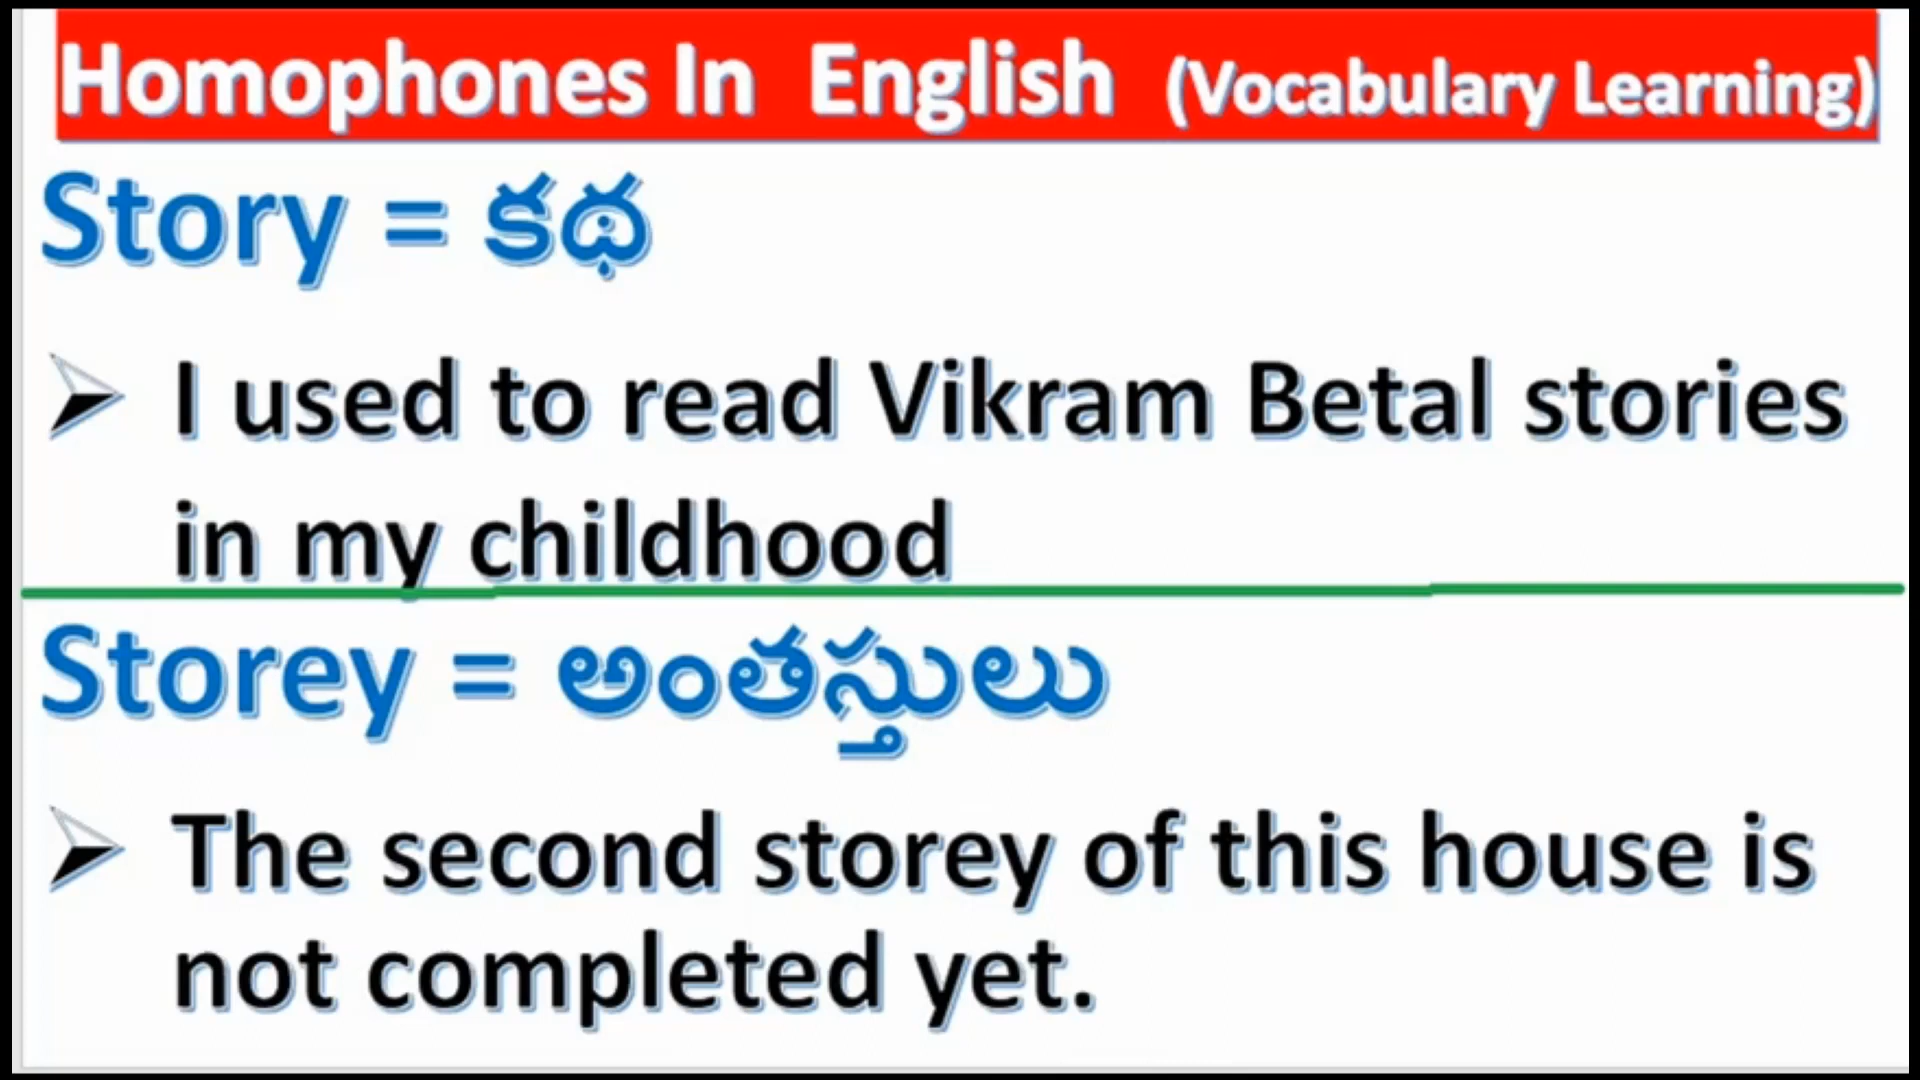 Homophones In English (Vocabulary Learning)
Story = కథ
I used to read Vikram Betal stories
in my childhood
Storey = అంతస్తులు
The second storey of this house is
not completed yet.